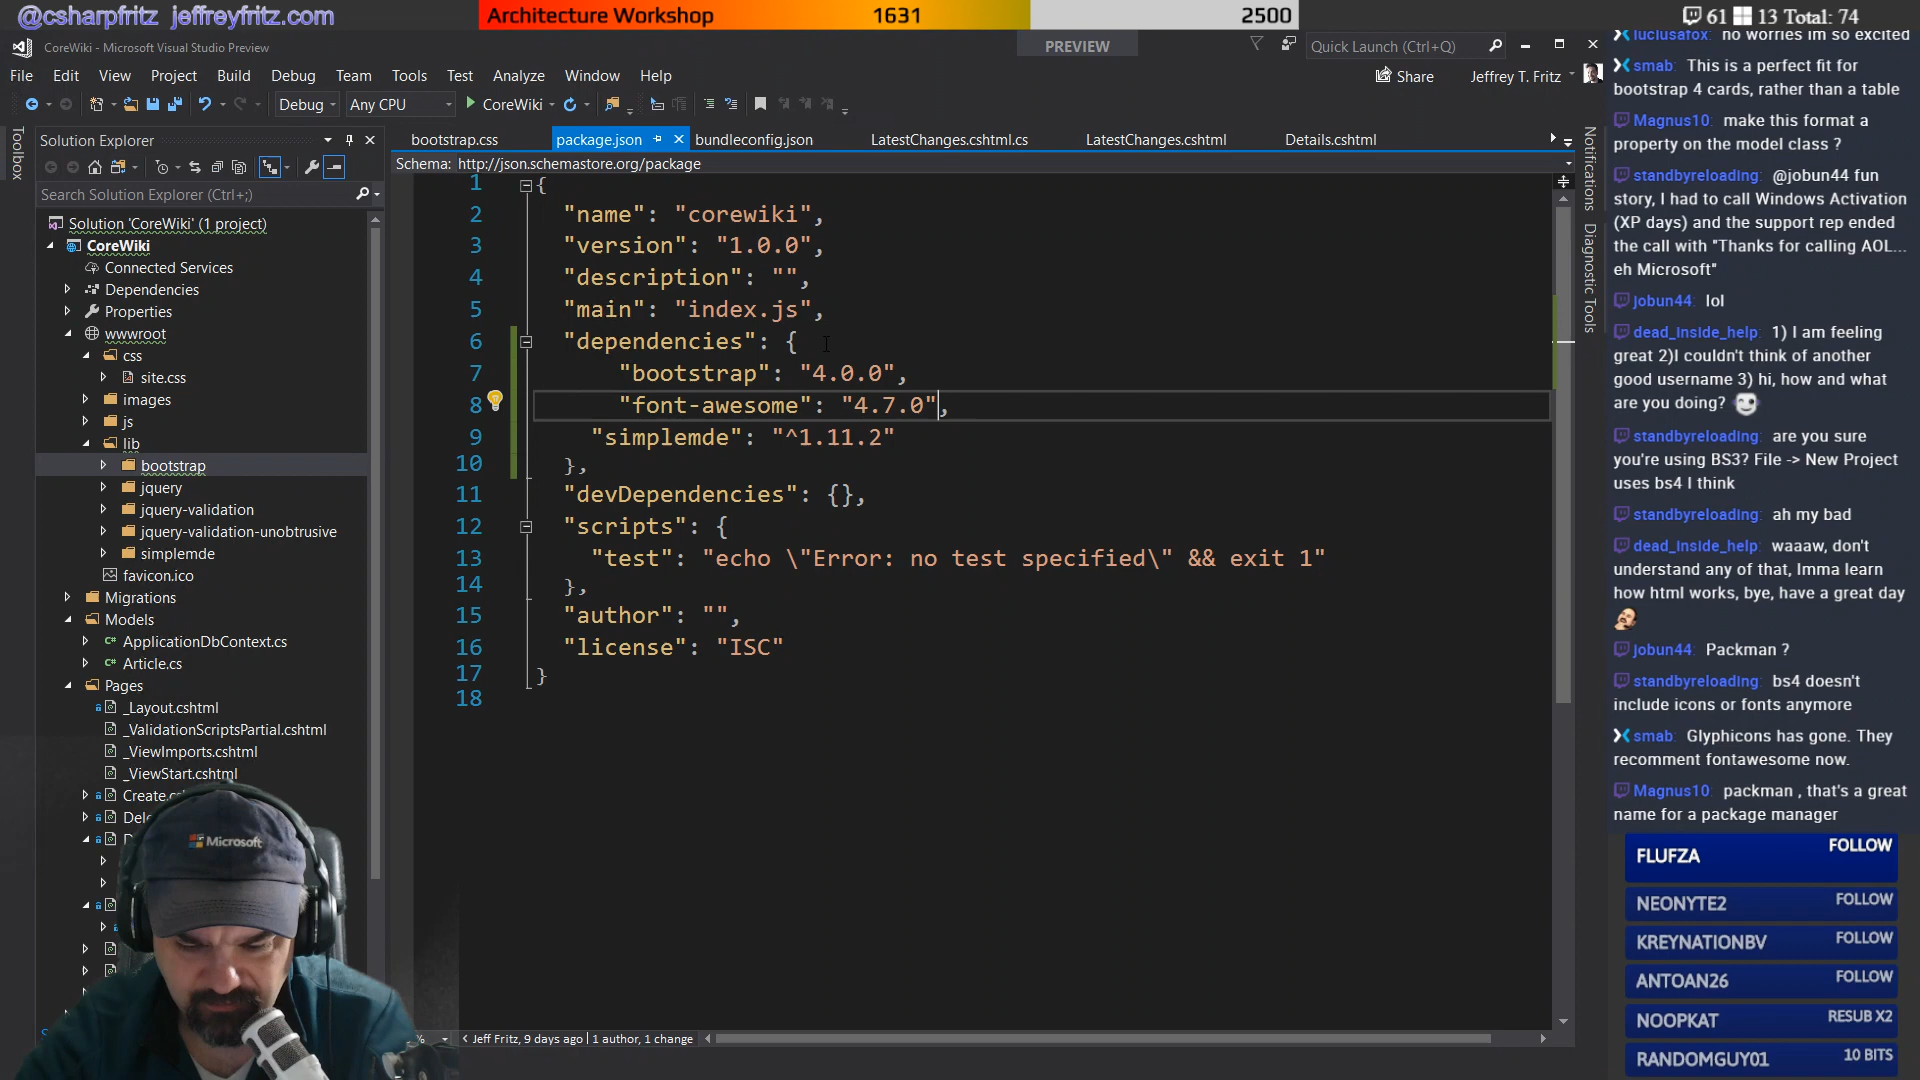 @csharpfritz jeffreyfritz.com
Architecture Workshop 1631 2500
61 13 Total: 74
CoreWiki - Microsoft Visual Studio Preview
PREVIEW
Quick Launch (Ctrl+Q)
File Edit View Project Build Debug Team Tools Test Analyze Window Help
Share
Jeffrey T. Fritz
Debug Any CPU CoreWiki
Toolbox
Solution Explorer
Search Solution Explorer (Ctrl+;)
Solution 'CoreWiki' (1 project)
CoreWiki
Connected Services
Dependencies
Properties
wwwroot
css
site.css
images
js
lib
bootstrap
jquery
jquery-validation
jquery-validation-unobtrusive
simplemde
favicon.ico
Migrations
Models
ApplicationDbContext.cs
Article.cs
Pages
_Layout.cshtml
_ValidationScriptsPartial.cshtml
_ViewImports.cshtml
_ViewStart.cshtml
Microsoft
bootstrap.css package.json bundleconfig.json LatestChanges.cshtml.cs LatestChanges.cshtml Details.cshtml
Schema: http://json.schemastore.org/package
1 {
2 "name": "corewiki",
3 "version": "1.0.0",
4 "description": "",
5 "main": "index.js",
6 "dependencies": {
7 "bootstrap": "4.0.0",
8 "font-awesome": "4.7.0",
9 "simplemde": "^1.11.2"
10 },
11 "devDependencies": {},
12 "scripts": {
13 "test": "echo \"Error: no test specified\" && exit 1"
14 },
15 "author": "",
16 "license": "ISC"
17 }
18
% Jeff Fritz, 9 days ago | 1 author, 1 change
Notifications
Diagnostic Tools
luclusafox: no worries im so excited
smab: This is a perfect fit for
bootstrap 4 cards, rather than a table
Magnus10: make this format a
property on the model class ?
standbyreloading: @jobun44 fun
story, I had to call Windows Activation
(XP days) and the support rep ended
the call with "Thanks for calling AOL...
eh Microsoft"
jobun44: lol
dead_inside_help: 1) I am feeling
great 2)I couldn't think of another
good username 3) hi, how and what
are you doing?
standbyreloading: are you sure
you're using BS3? File -> New Project
uses bs4 I think
standbyreloading: ah my bad
dead_inside_help: waaaw, don't
understand any of that, Imma learn
how html works, bye, have a great day
jobun44: Packman ?
standbyreloading: bs4 doesn't
include icons or fonts anymore
smab: Glyphicons has gone. They
recomment fontawesome now.
Magnus10: packman , that's a great
name for a package manager
FLUFZA FOLLOW
NEONYTE2 FOLLOW
KREYNATIONBV FOLLOW
ANTOAN26 FOLLOW
NOOPKAT RESUB X2
RANDOMGUY01 10 BITS